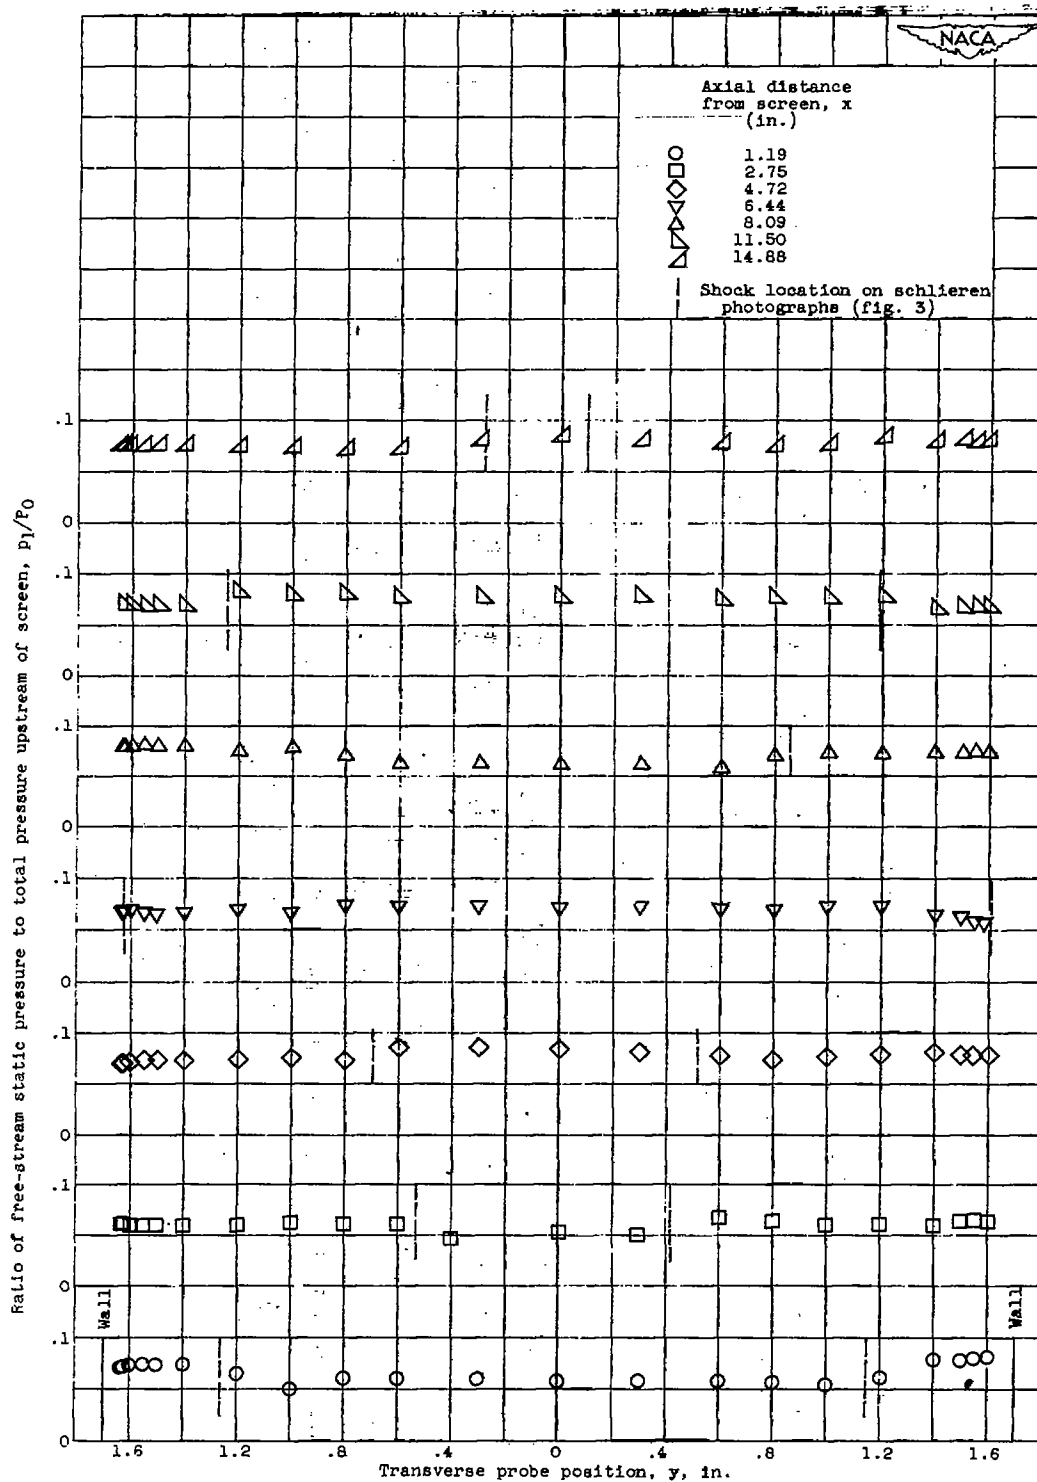 NACA
Axial distance
from screen, x
(in.)
1.19
2.75
4.72
6.44
8.09
11.50
14.88
Shock location on schlieren
photographs (fig. 3)
Ratio of free-stream static pressure to total pressure upstream of screen, p1/P0
.1
0
.1
0
.1
0
.1
0
.1
0
.1
0
Wall
Wall
.1
0
1.6 1.2 .8 .4 0 .4 .8 1.2 1.6
Transverse probe position, y, in.